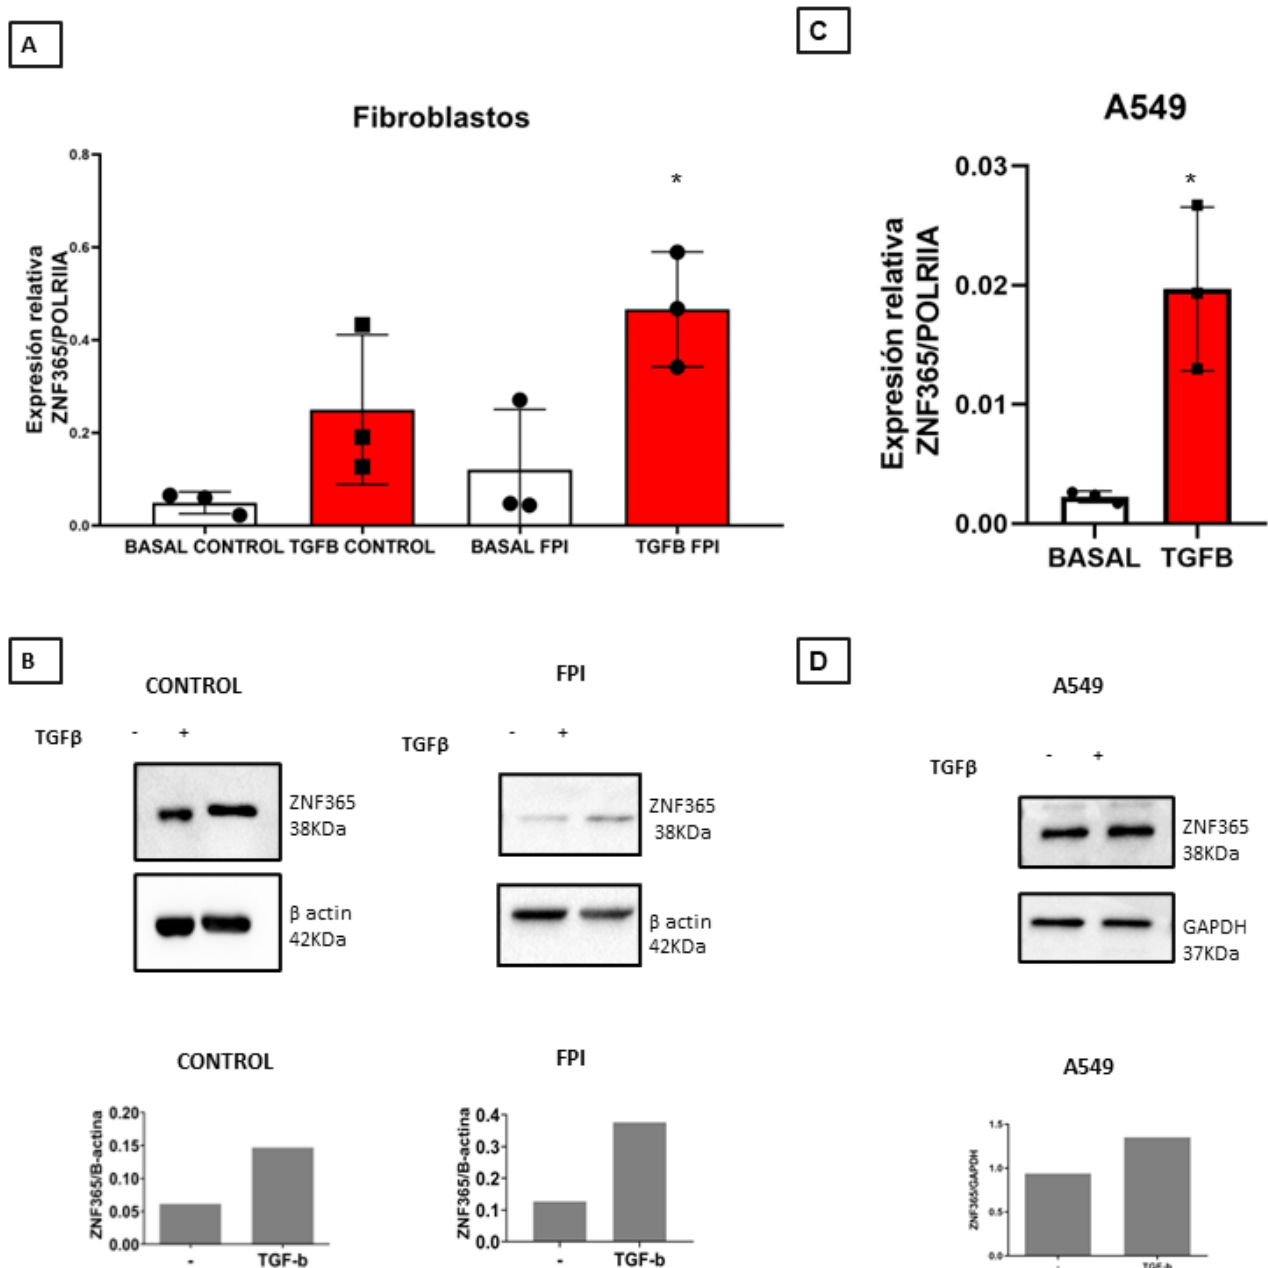 A
Fibroblastos
Expresión relativa
ZNF365/POLRIIA
0.8
0.6
0.4
0.2
0.0
*
BASAL CONTROL TGFB CONTROL BASAL FPI TGFB FPI
C
A549
Expresión relativa
ZNF365/POLRIIA
0.03
0.02
0.01
0.00
*
BASAL TGFB
B
CONTROL
TGFβ - +
ZNF365
38KDa
β actin
42KDa
FPI
TGFβ - +
ZNF365
38KDa
β actin
42KDa
CONTROL
ZNF365/B-actina
0.20
0.15
0.10
0.05
0.00
- TGF-b
FPI
ZNF365/B-actina
0.4
0.3
0.2
0.1
0.0
- TGF-b
D
A549
TGFβ - +
ZNF365
38KDa
GAPDH
37KDa
A549
ZNF365/GAPDH
1.5
1.0
0.5
0.0
- TGF-b